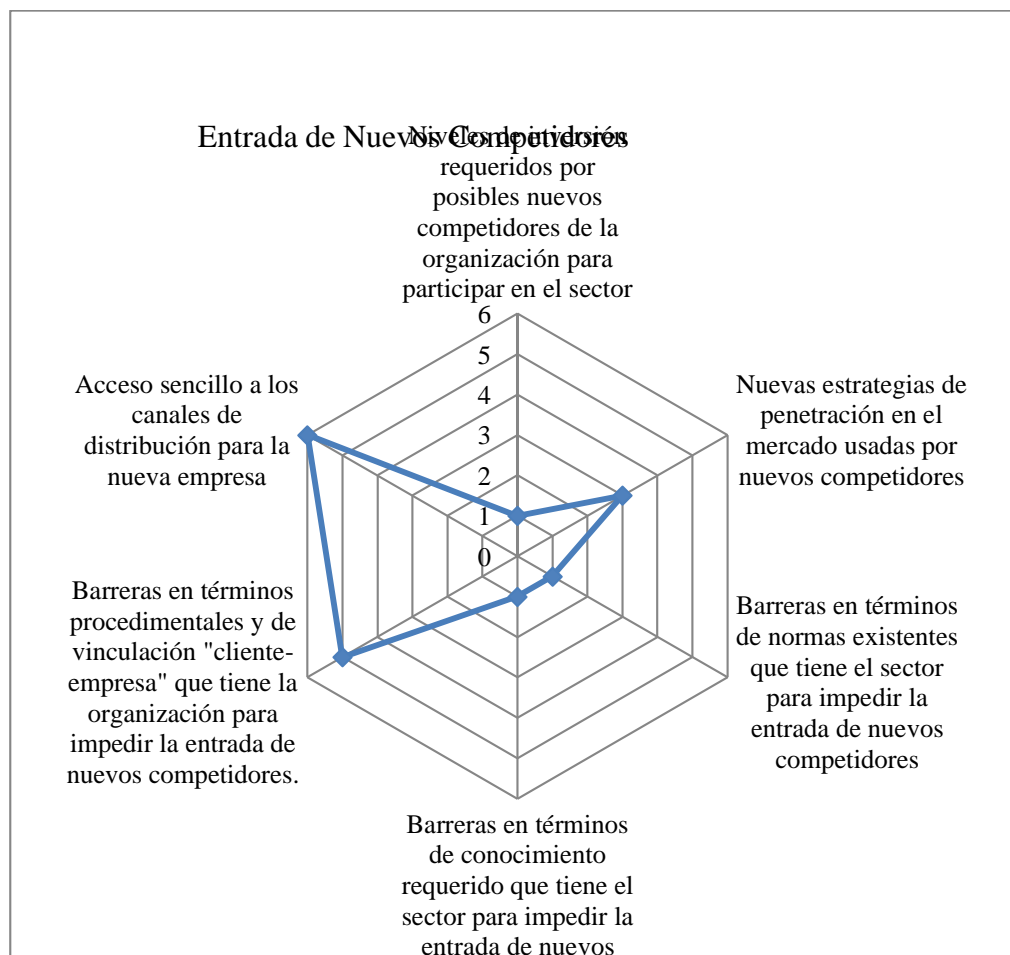 Entrada de Nuevos Competidores
Niveles de inversión
requeridos por
posibles nuevos
competidores de la
organización para
participar en el sector
6
5
4
3
2
1
0
Nuevas estrategias de
penetración en el
mercado usadas por
nuevos competidores
Barreras en términos
de normas existentes
que tiene el sector
para impedir la
entrada de nuevos
competidores
Barreras en términos
de conocimiento
requerido que tiene el
sector para impedir la
entrada de nuevos
Barreras en términos
procedimentales y de
vinculación "cliente-
empresa" que tiene la
organización para
impedir la entrada de
nuevos competidores.
Acceso sencillo a los
canales de
distribución para la
nueva empresa